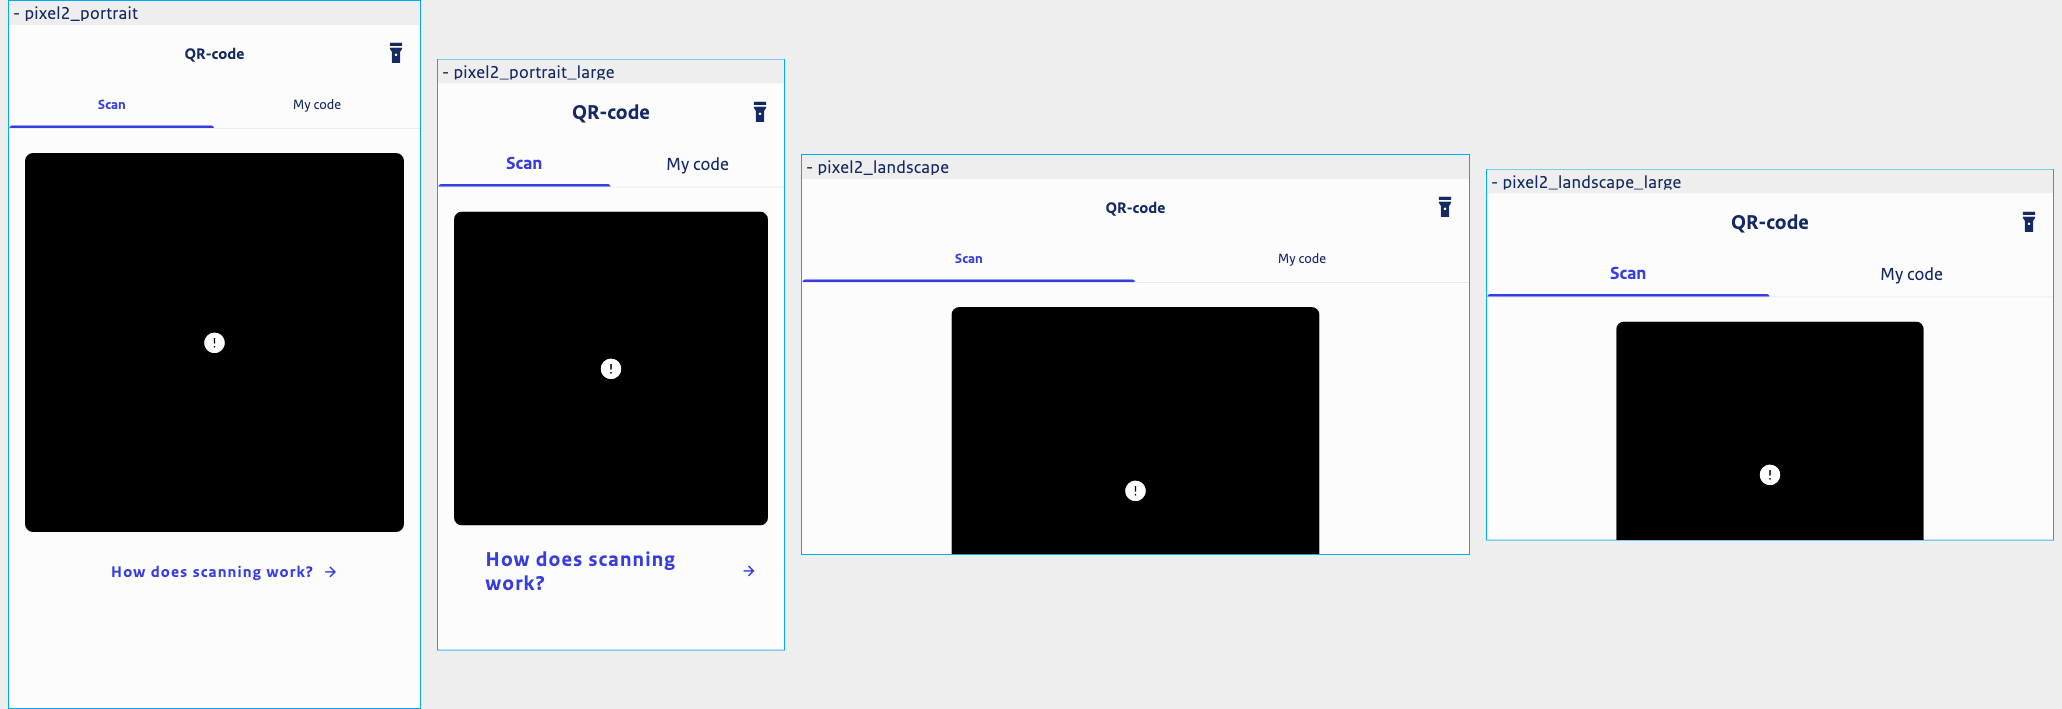 - pixel2_portrait
QR-code
Scan
My code
!
How does scanning work? →
- pixel2_portrait_large
QR-code
Scan
My code
!
How does scanning
work? →
- pixel2_landscape
QR-code
Scan
My code
!
- pixel2_landscape_large
QR-code
Scan
My code
!